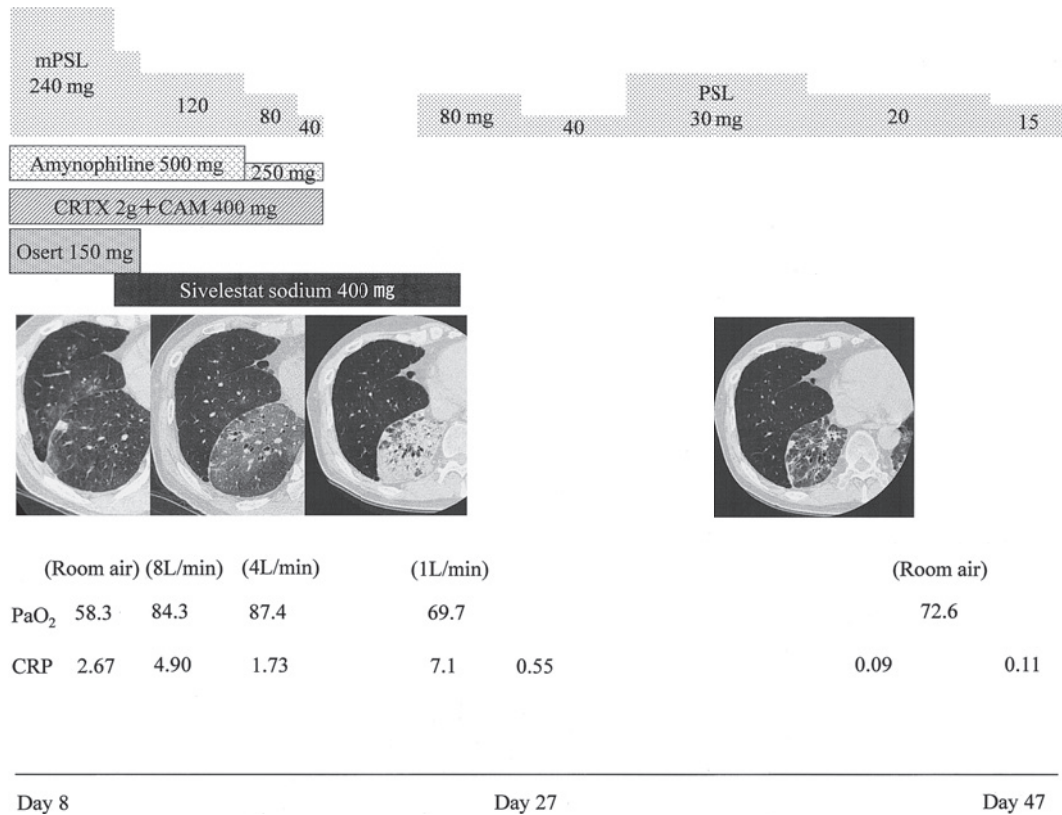 mPSL
240 mg
120
80
40
80 mg
40
PSL
30 mg
20
15
Amynophiline 500 mg
250 mg
CRTX 2g+CAM 400 mg
Osert 150 mg
Sivelestat sodium 400 mg
(Room air) (8L/min) (4L/min) (1L/min) (Room air)
PaO2 58.3 84.3 87.4 69.7 72.6
CRP 2.67 4.90 1.73 7.1 0.55 0.09 0.11
Day 8 Day 27 Day 47